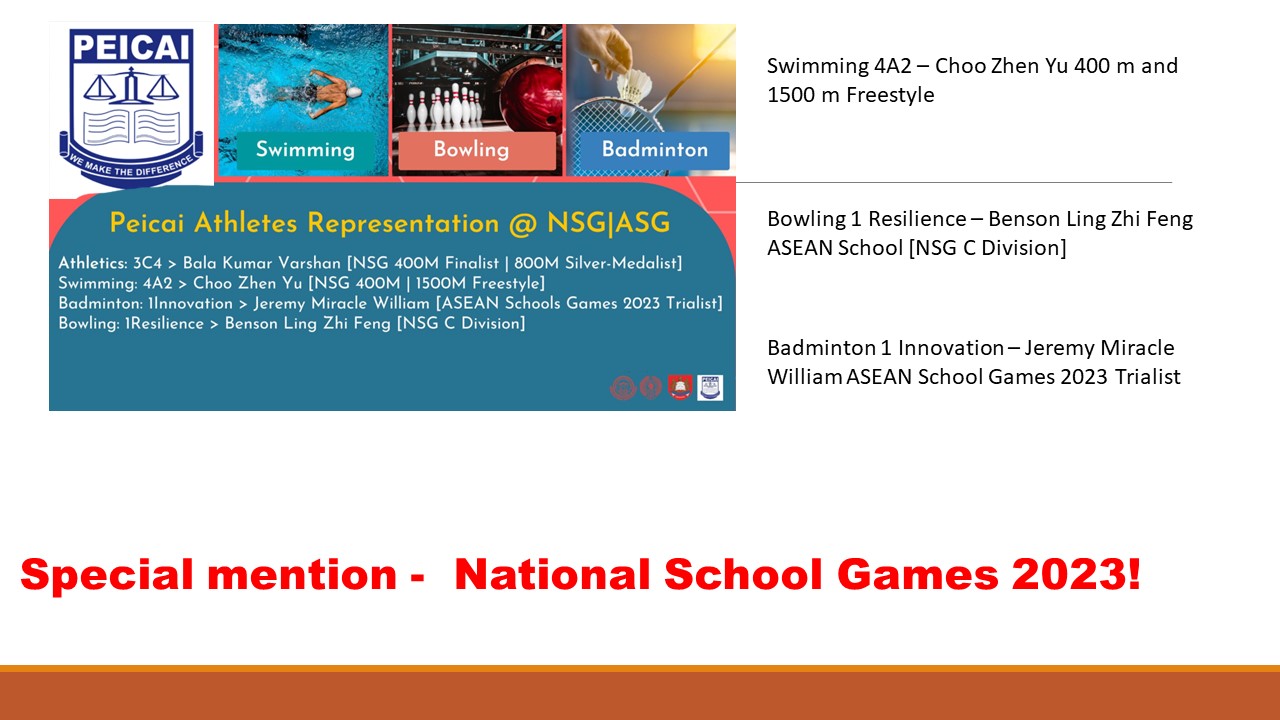 PEICAI
WE MAKE THE DIFFERENCE
Swimming
Bowling
Badminton
Peicai Athletes Representation @ NSG|ASG
Athletics: 3C4 > Bala Kumar Varshan [NSG 400M Finalist | 800M Silver-Medalist]
Swimming: 4A2 > Choo Zhen Yu [NSG 400M | 1500M Freestyle]
Badminton: 1Innovation > Jeremy Miracle William [ASEAN Schools Games 2023 Trialist]
Bowling: 1Resilience > Benson Ling Zhi Feng [NSG C Division]
Swimming 4A2 – Choo Zhen Yu 400 m and
1500 m Freestyle
Bowling 1 Resilience – Benson Ling Zhi Feng
ASEAN School [NSG C Division]
Badminton 1 Innovation – Jeremy Miracle
William ASEAN School Games 2023 Trialist
Special mention - National School Games 2023!